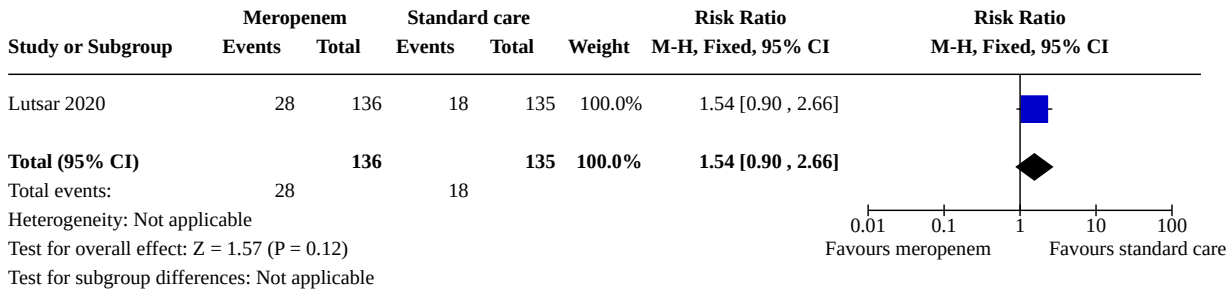 Meropenem Standard care Risk Ratio Risk Ratio
Study or Subgroup Events Total Events Total Weight M-H, Fixed, 95% CI M-H, Fixed, 95% CI
Lutsar 2020 28 136 18 135 100.0% 1.54 [0.90 , 2.66]
Total (95% CI) 136 135 100.0% 1.54 [0.90 , 2.66]
Total events: 28 18
Heterogeneity: Not applicable
0.01 0.1 1 10 100
Test for overall effect: Z = 1.57 (P = 0.12) Favours meropenem Favours standard care
Test for subgroup differences: Not applicable